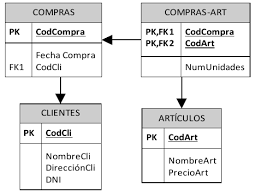 COMPRAS
PK CodCompra
Fecha Compra
FK1 CodCli
COMPRAS-ART
PK,FK1 CodCompra
PK,FK2 CodArt
NumUnidades
CLIENTES
PK CodCli
NombreCli
DirecciónCli
DNI
ARTÍCULOS
PK CodArt
NombreArt
PrecioArt